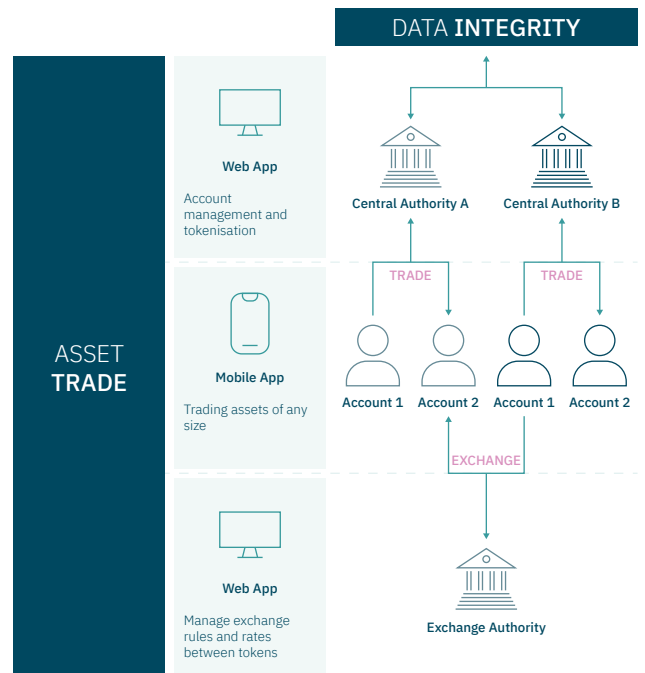 DATA INTEGRITY
ASSET
TRADE
Web App
Account
management and
tokenisation
Central Authority A
Central Authority B
TRADE
TRADE
Mobile App
Trading assets of any
size
Account 1
Account 2
Account 1
Account 2
EXCHANGE
Web App
Manage exchange
rules and rates
between tokens
Exchange Authority